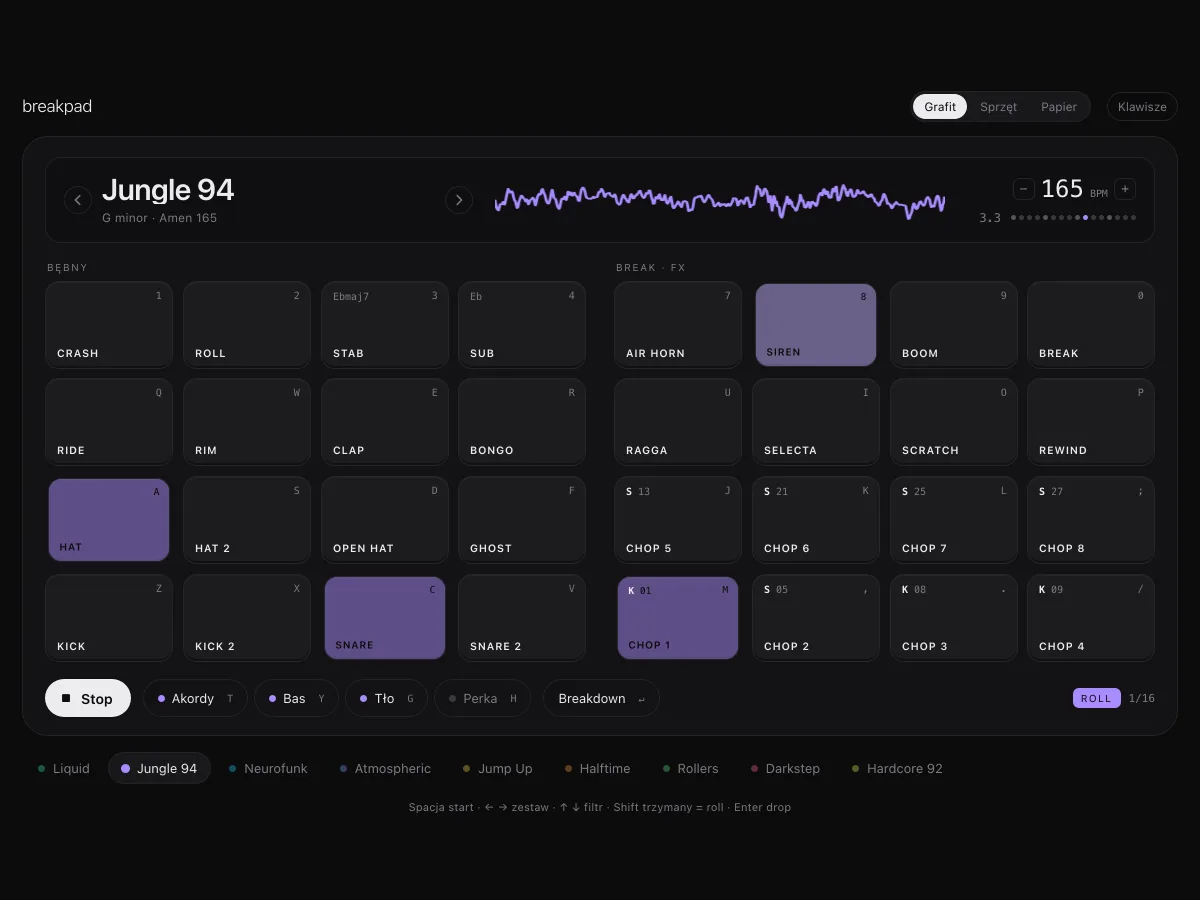 breakpad
Grafit Sprzęt Papier Klawisze
Jungle 94
G minor · Amen 165
− 165 BPM +
3.3
BĘBNY
BREAK · FX
1 CRASH
2 ROLL
Ebmaj7 3 STAB
Eb 4 SUB
7 AIR HORN
8 SIREN
9 BOOM
0 BREAK
Q RIDE
W RIM
E CLAP
R BONGO
U RAGGA
I SELECTA
O SCRATCH
P REWIND
A HAT
S HAT 2
D OPEN HAT
F GHOST
S 13 J CHOP 5
S 21 K CHOP 6
S 25 L CHOP 7
S 27 ; CHOP 8
Z KICK
X KICK 2
C SNARE
V SNARE 2
K 01 M CHOP 1
S 05 , CHOP 2
K 08 . CHOP 3
K 09 / CHOP 4
Stop Akordy T Bas Y Tło G Perka H Breakdown ↵ ROLL 1/16
Liquid Jungle 94 Neurofunk Atmospheric Jump Up Halftime Rollers Darkstep Hardcore 92
Spacja start · ← → zestaw · ↑ ↓ filtr · Shift trzymany = roll · Enter drop